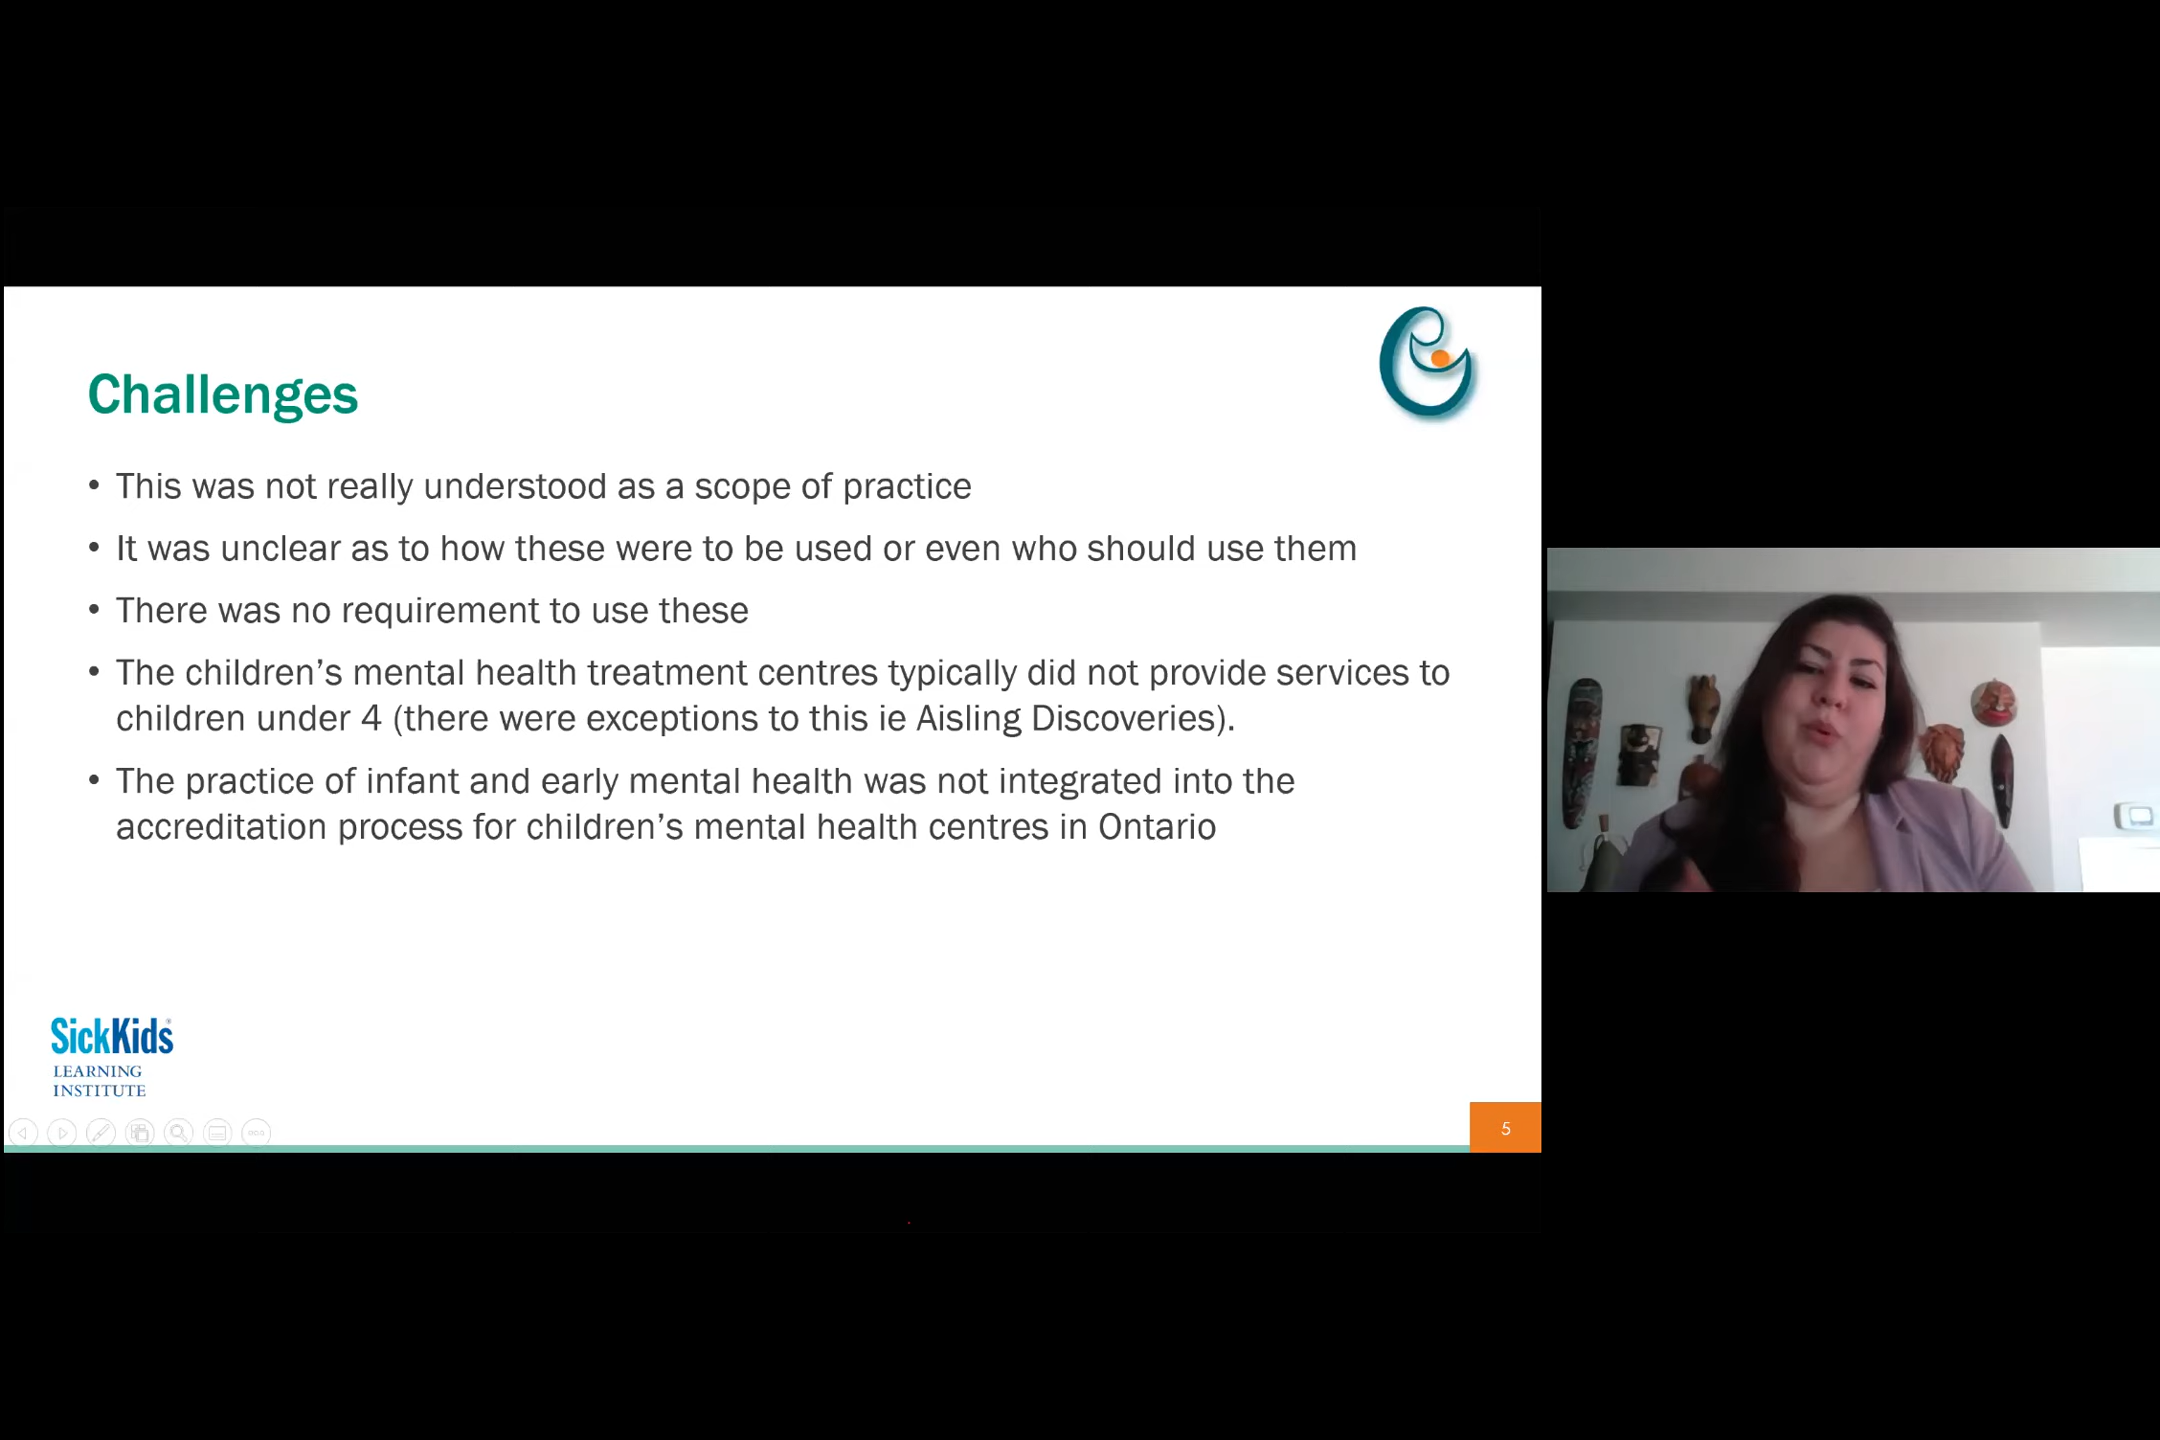 Challenges
• This was not really understood as a scope of practice
• It was unclear as to how these were to be used or even who should use them
• There was no requirement to use these
• The children’s mental health treatment centres typically did not provide services to
children under 4 (there were exceptions to this ie Aisling Discoveries).
• The practice of infant and early mental health was not integrated into the
accreditation process for children’s mental health centres in Ontario
SickKids®
LEARNING
INSTITUTE
5